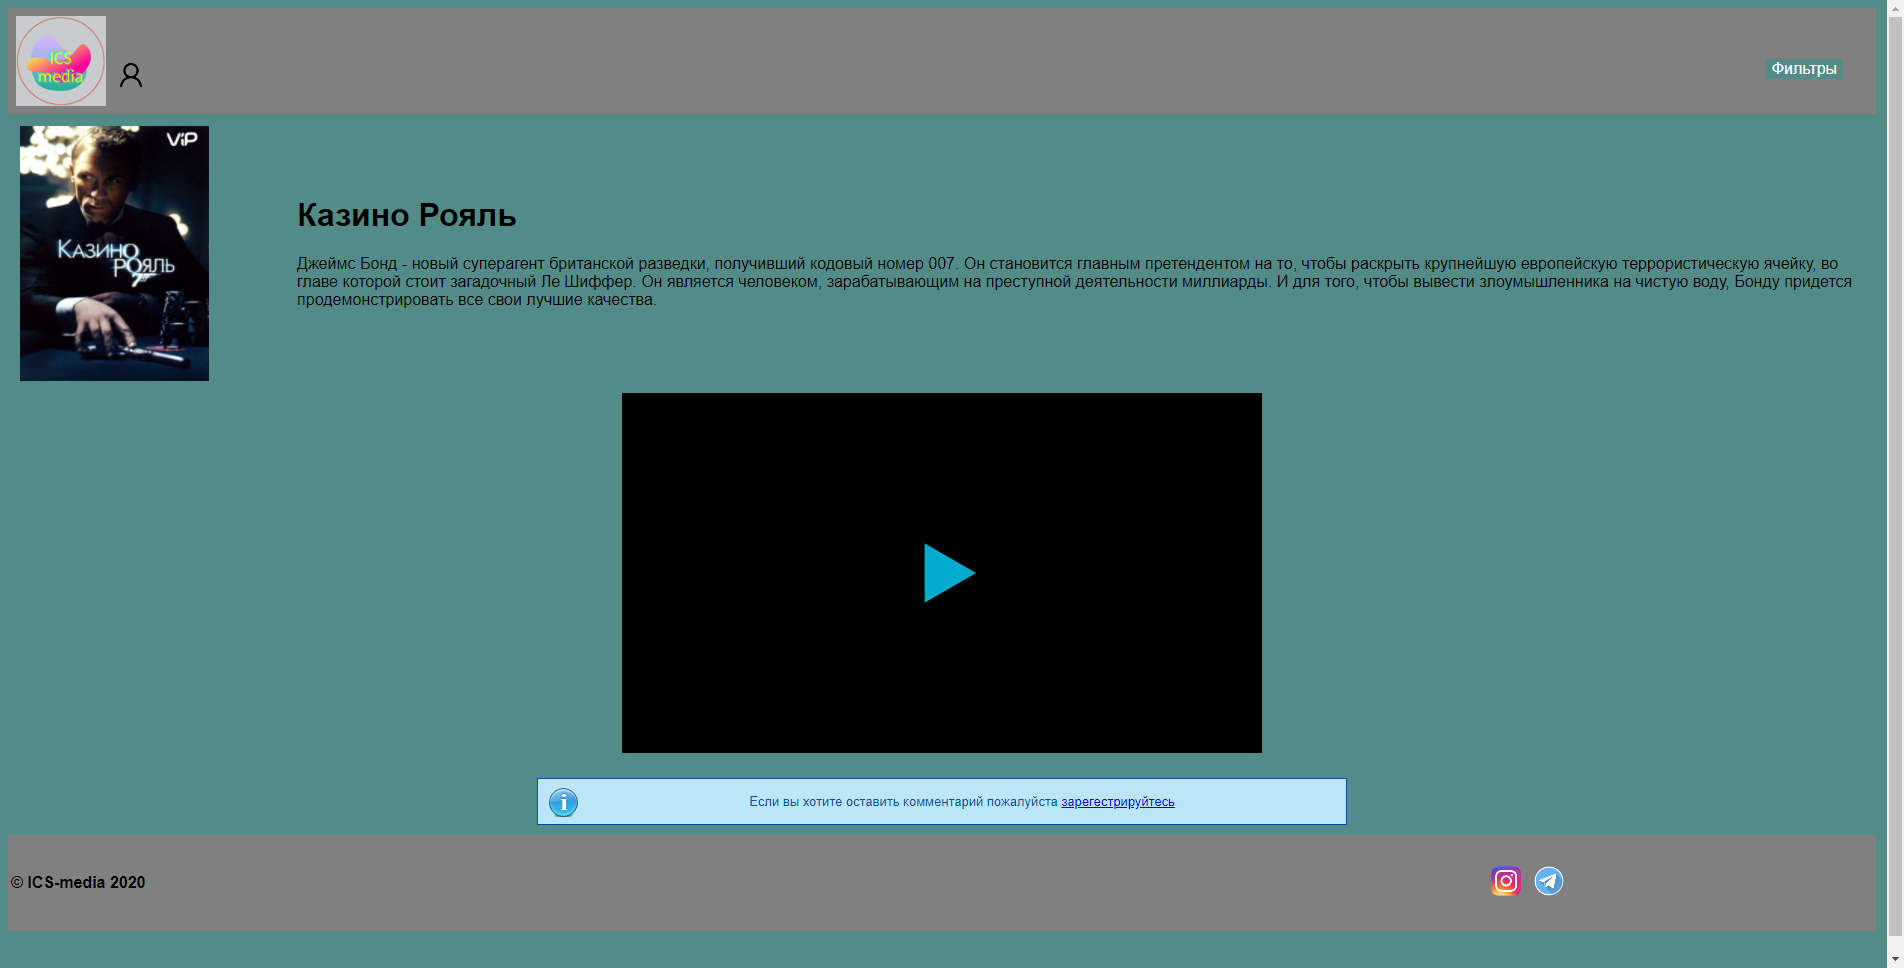 ICS
media
Фильтры
ViP
Казино
Рояль
007
Казино Рояль
Джеймс Бонд - новый суперагент британской разведки, получивший кодовый номер 007. Он становится главным претендентом на то, чтобы раскрыть крупнейшую европейскую террористическую ячейку, во
главе которой стоит загадочный Ле Шиффер. Он является человеком, зарабатывающим на преступной деятельности миллиарды. И для того, чтобы вывести злоумышленника на чистую воду, Бонду придется
продемонстрировать все свои лучшие качества.
Если вы хотите оставить комментарий пожалуйста зарегестрируйтесь
© ICS-media 2020